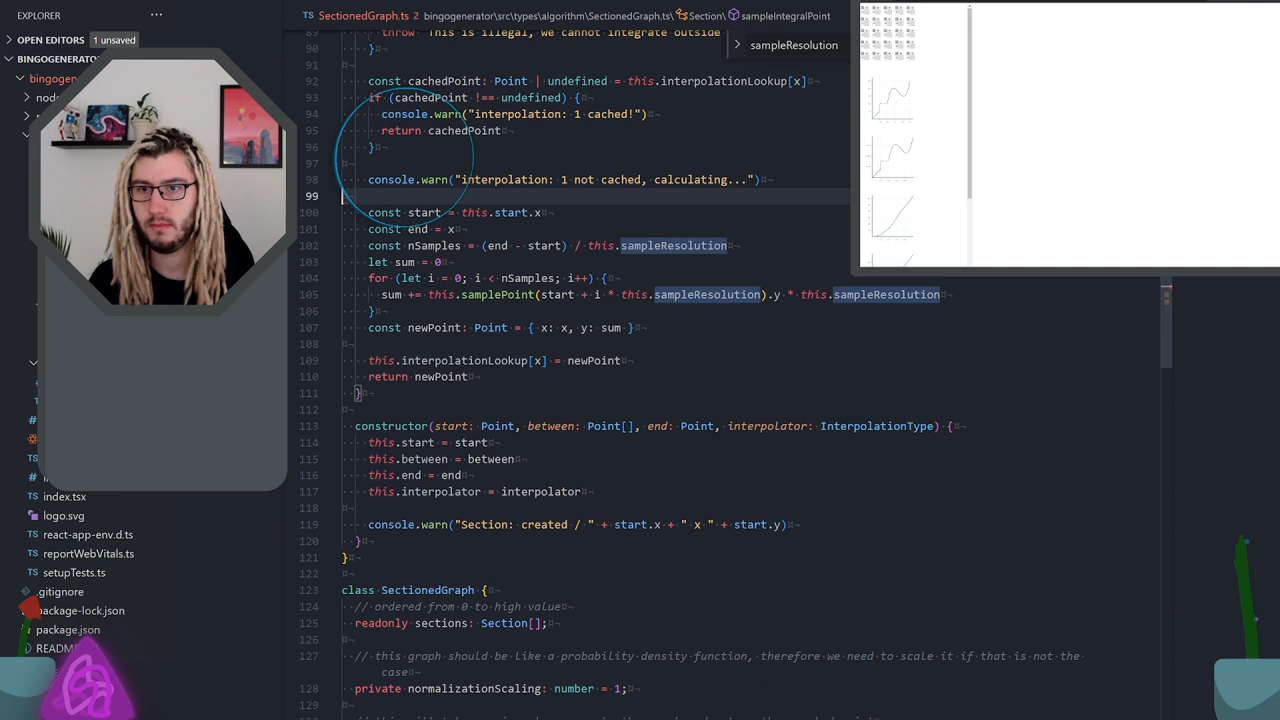 EXPLORER
OPEN EDITORS 1 unsaved
BINGO
bingoge
index.tsx
logo.svg
react-app-env.d.ts
reportWebVitals.ts
setupTests.ts
.gitignore
package-lock.json
package.json
TS SectionedGraph.ts 2
Section
sampleIntegralPoint
sampleResolution
89
90 }
91
92 const cachedPoint: Point | undefined = this.interpolationLookup[x]
93 if (cachedPoint !== undefined) {
94 console.warn("interpolation: 1 cached!")
95 return cachedPoint
96 }
97
98 console.warn("interpolation: 1 not cached, calculating...")
99
100 const start = this.start.x
101 const end = x
102 const nSamples = (end - start) / this.sampleResolution
103 let sum = 0
104 for (let i = 0; i < nSamples; i++) {
105 sum += this.samplePoint(start + i * this.sampleResolution).y * this.sampleResolution
106 }
107 const newPoint: Point = { x: x, y: sum }
108
109 this.interpolationLookup[x] = newPoint
110 return newPoint
111 }
112
113 constructor(start: Point, between: Point[], end: Point, interpolator: InterpolationType) {
114 this.start = start
115 this.between = between
116 this.end = end
117 this.interpolator = interpolator
118
119 console.warn("Section: created / " + start.x + " x " + start.y)
120 }
121 }
122
123 class SectionedGraph {
124 // ordered from 0 to high value
125 readonly sections: Section[];
126
127 // this graph should be like a probability density function, therefore we need to scale it if that is not the
case
128 private normalizationScaling: number = 1;
129